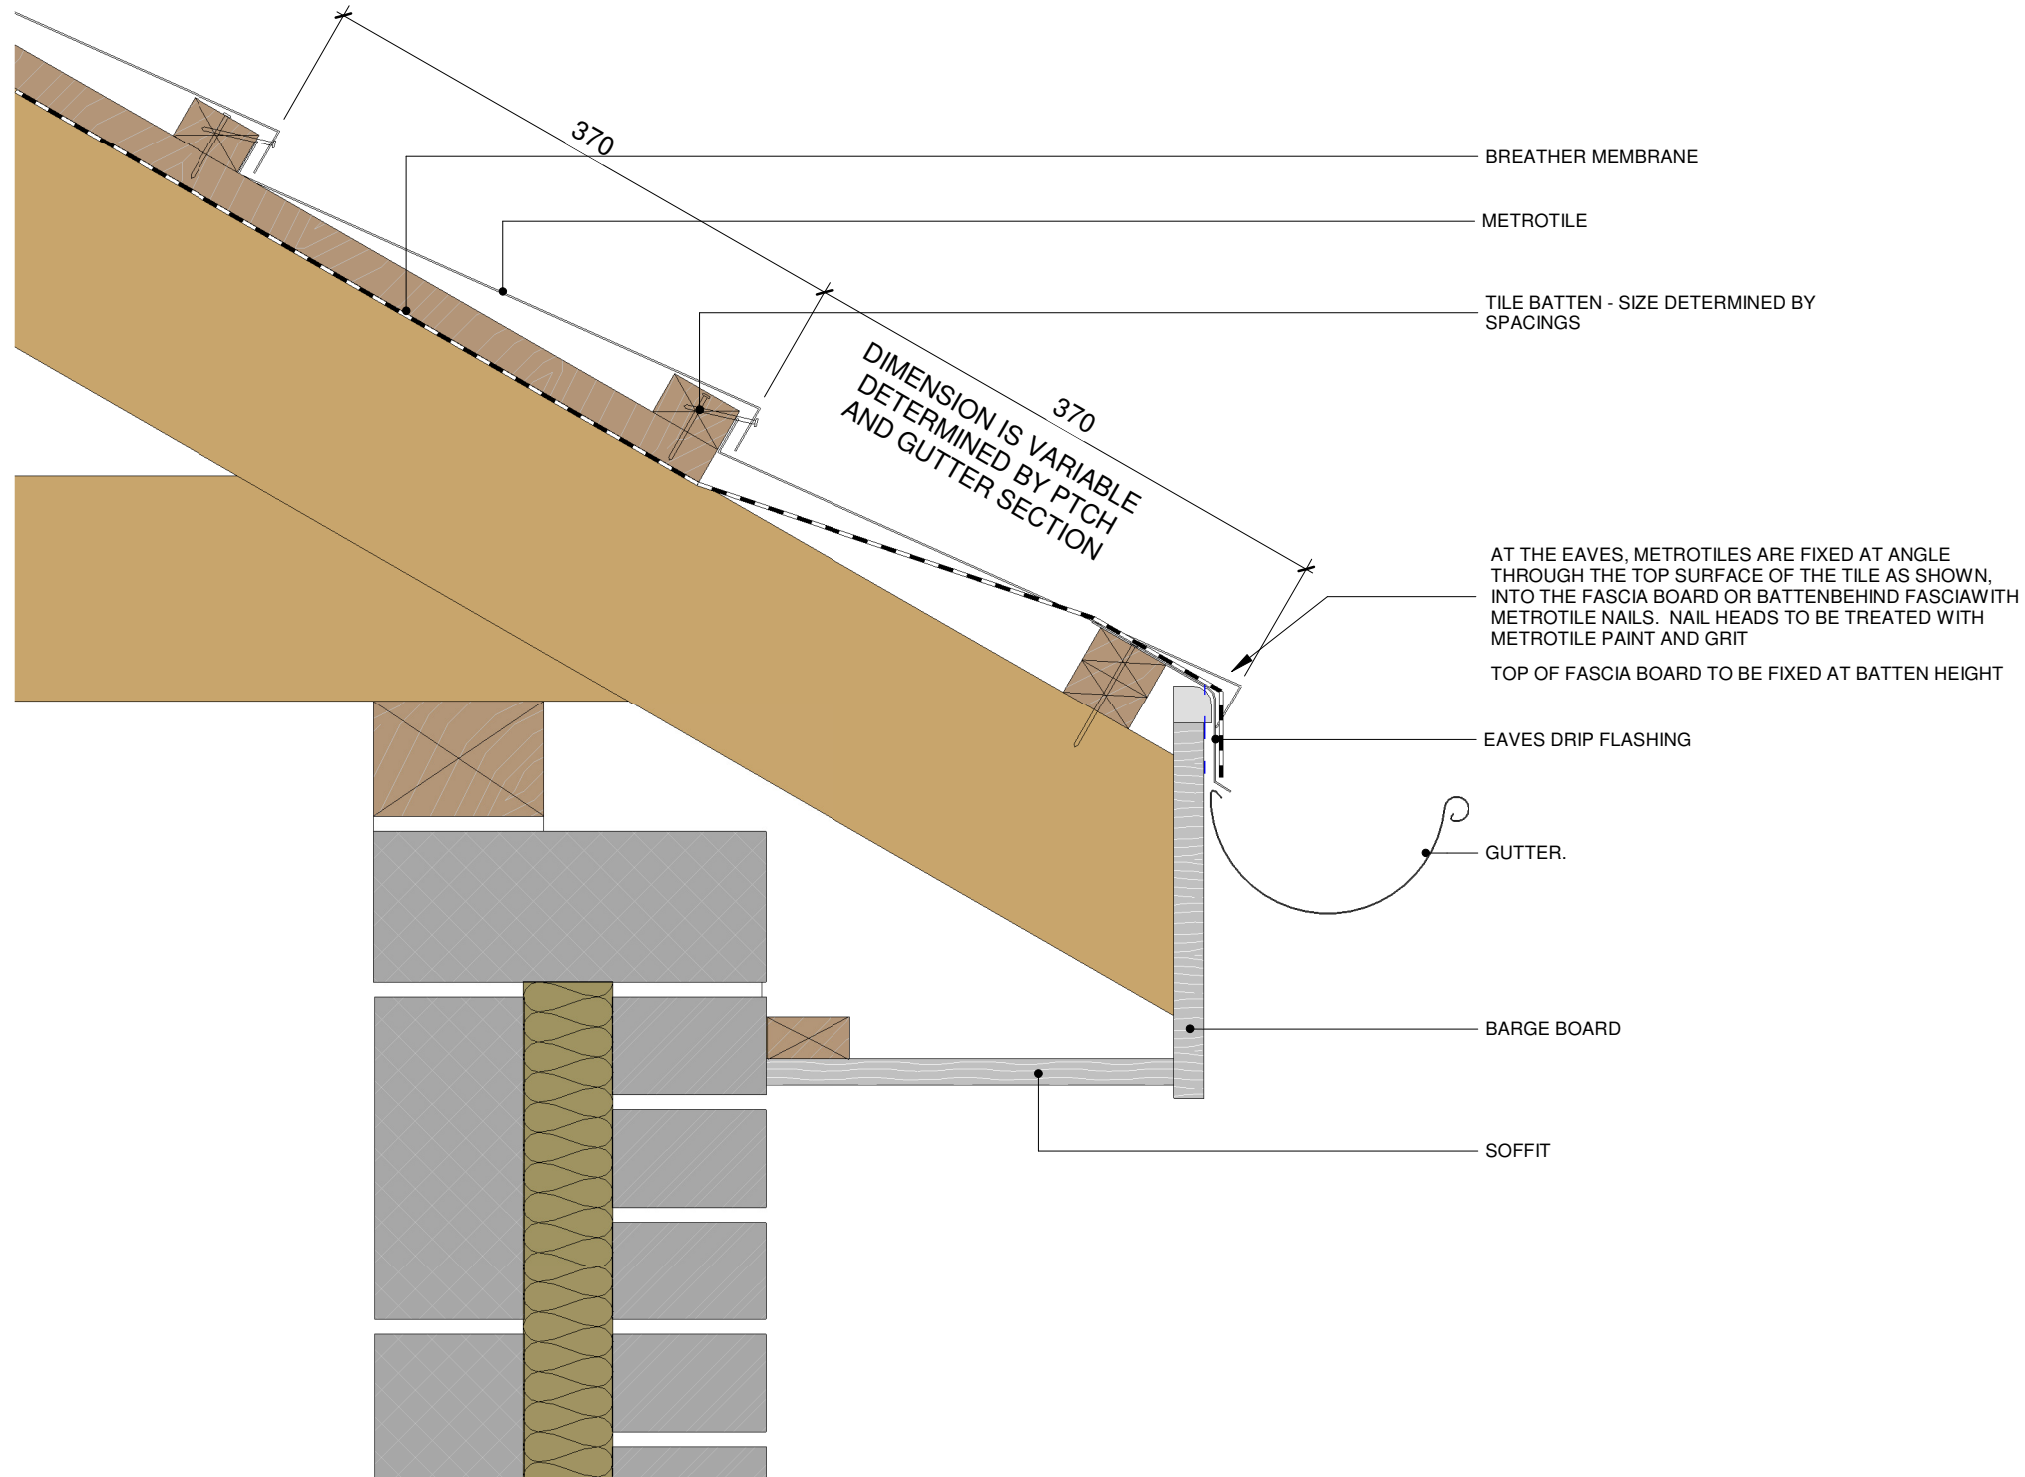 370
BREATHER MEMBRANE
METROTILE
TILE BATTEN - SIZE DETERMINED BY
SPACINGS
370
DIMENSION IS VARIABLE
DETERMINED BY PTCH
AND GUTTER SECTION
AT THE EAVES, METROTILES ARE FIXED AT ANGLE
THROUGH THE TOP SURFACE OF THE TILE AS SHOWN,
INTO THE FASCIA BOARD OR BATTENBEHIND FASCIAWITH
METROTILE NAILS.  NAIL HEADS TO BE TREATED WITH
METROTILE PAINT AND GRIT
TOP OF FASCIA BOARD TO BE FIXED AT BATTEN HEIGHT
EAVES DRIP FLASHING
GUTTER.
BARGE BOARD
SOFFIT